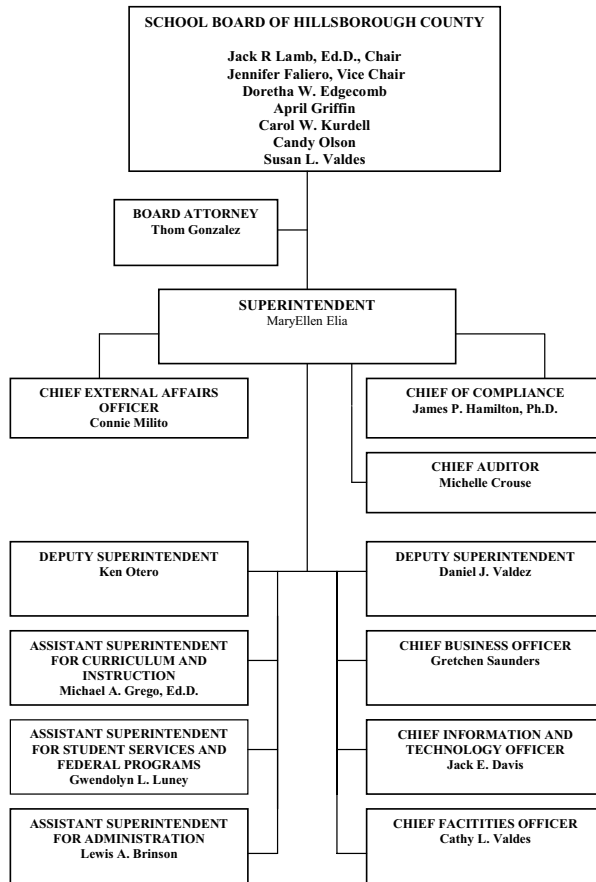 SCHOOL BOARD OF HILLSBOROUGH COUNTY
Jack R Lamb, Ed.D., Chair
Jennifer Faliero, Vice Chair
Doretha W. Edgecomb
April Griffin
Carol W. Kurdell
Candy Olson
Susan L. Valdes
BOARD ATTORNEY
Thom Gonzalez
SUPERINTENDENT
MaryEllen Elia
CHIEF EXTERNAL AFFAIRS
OFFICER
Connie Milito
CHIEF OF COMPLIANCE
James P. Hamilton, Ph.D.
CHIEF AUDITOR
Michelle Crouse
DEPUTY SUPERINTENDENT
Ken Otero
DEPUTY SUPERINTENDENT
Daniel J. Valdez
ASSISTANT SUPERINTENDENT
FOR CURRICULUM AND
INSTRUCTION
Michael A. Grego, Ed.D.
CHIEF BUSINESS OFFICER
Gretchen Saunders
ASSISTANT SUPERINTENDENT
FOR STUDENT SERVICES AND
FEDERAL PROGRAMS
Gwendolyn L. Luney
CHIEF INFORMATION AND
TECHNOLOGY OFFICER
Jack E. Davis
ASSISTANT SUPERINTENDENT
FOR ADMINISTRATION
Lewis A. Brinson
CHIEF FACITITIES OFFICER
Cathy L. Valdes